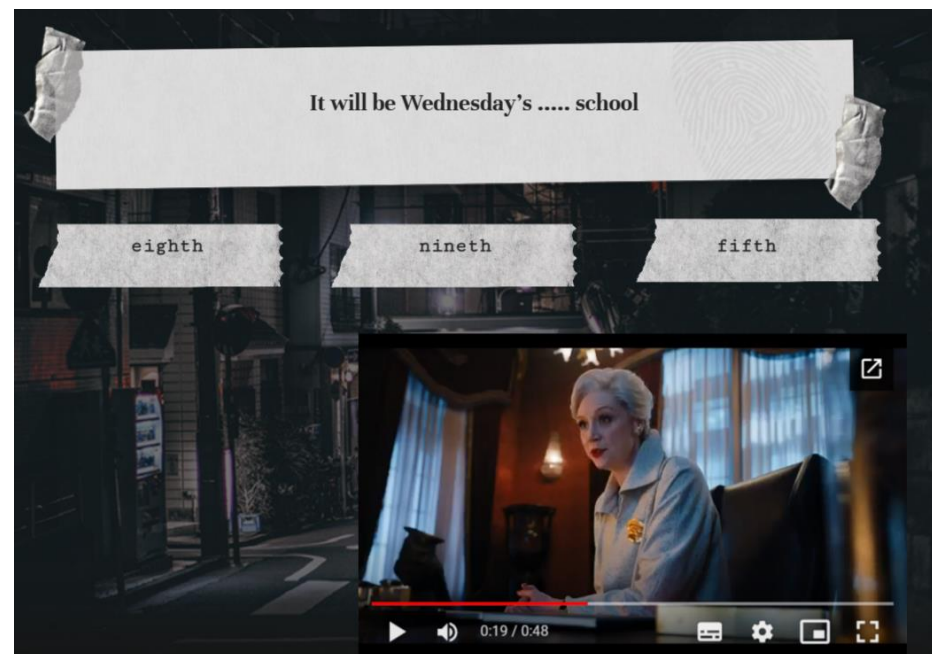 It will be Wednesday's ..... school
eighth
nineth
fifth
0:19 / 0:48